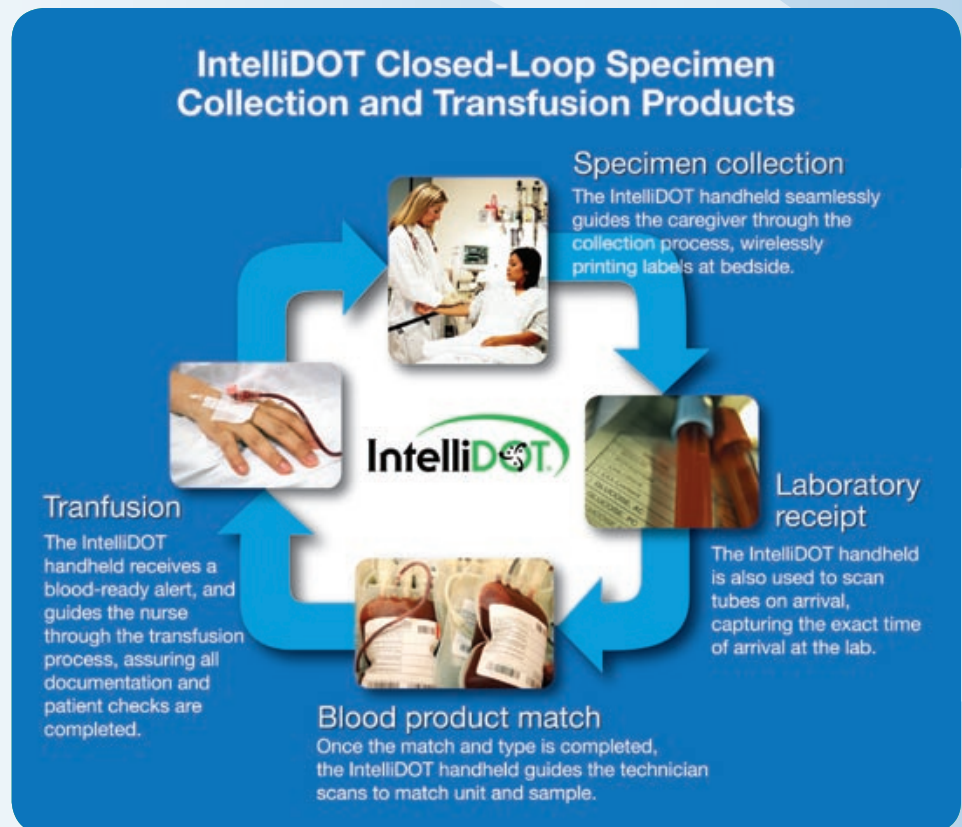 IntelliDOT Closed-Loop Specimen
Collection and Transfusion Products
Specimen collection
The IntelliDOT handheld seamlessly
guides the caregiver through the
collection process, wirelessly
printing labels at bedside.
Laboratory
receipt
The IntelliDOT handheld
is also used to scan
tubes on arrival,
capturing the exact time
of arrival at the lab.
Blood product match
Once the match and type is completed,
the IntelliDOT handheld guides the technician
scans to match unit and sample.
Tranfusion
The IntelliDOT
handheld receives a
blood-ready alert, and
guides the nurse
through the transfusion
process, assuring all
documentation and
patient checks are
completed.
IntelliDOT